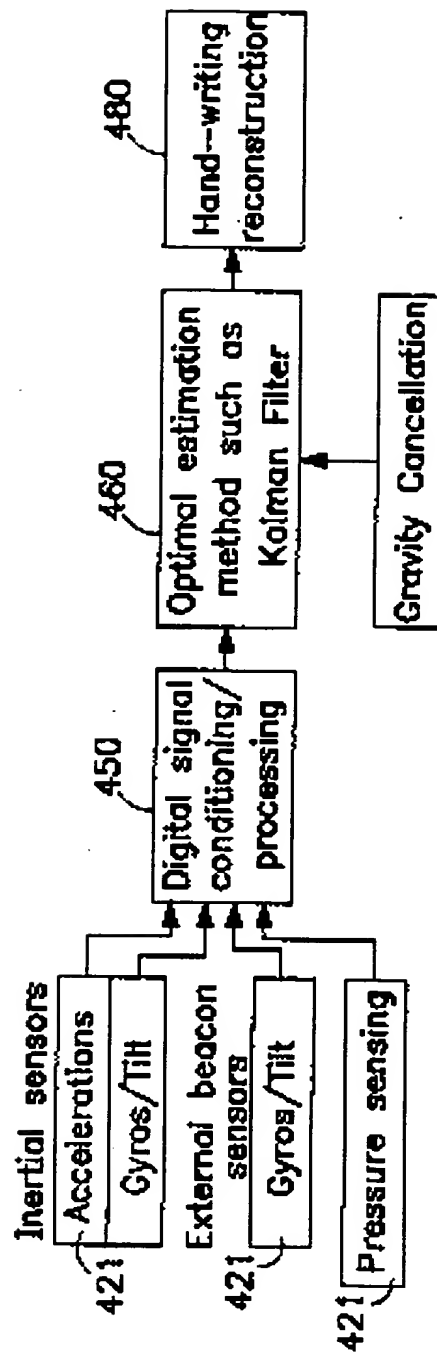 Inertial sensors
Accelerations
Gyros/Tilt
421
External beacon
sensors
Gyros/Tilt
421
Pressure sensing
421
450
Digital signal
conditioning/
processing
460
Optimal estimation
method such as
Kalman Filter
Gravity Cancellation
480
Hand-writing
reconstruction